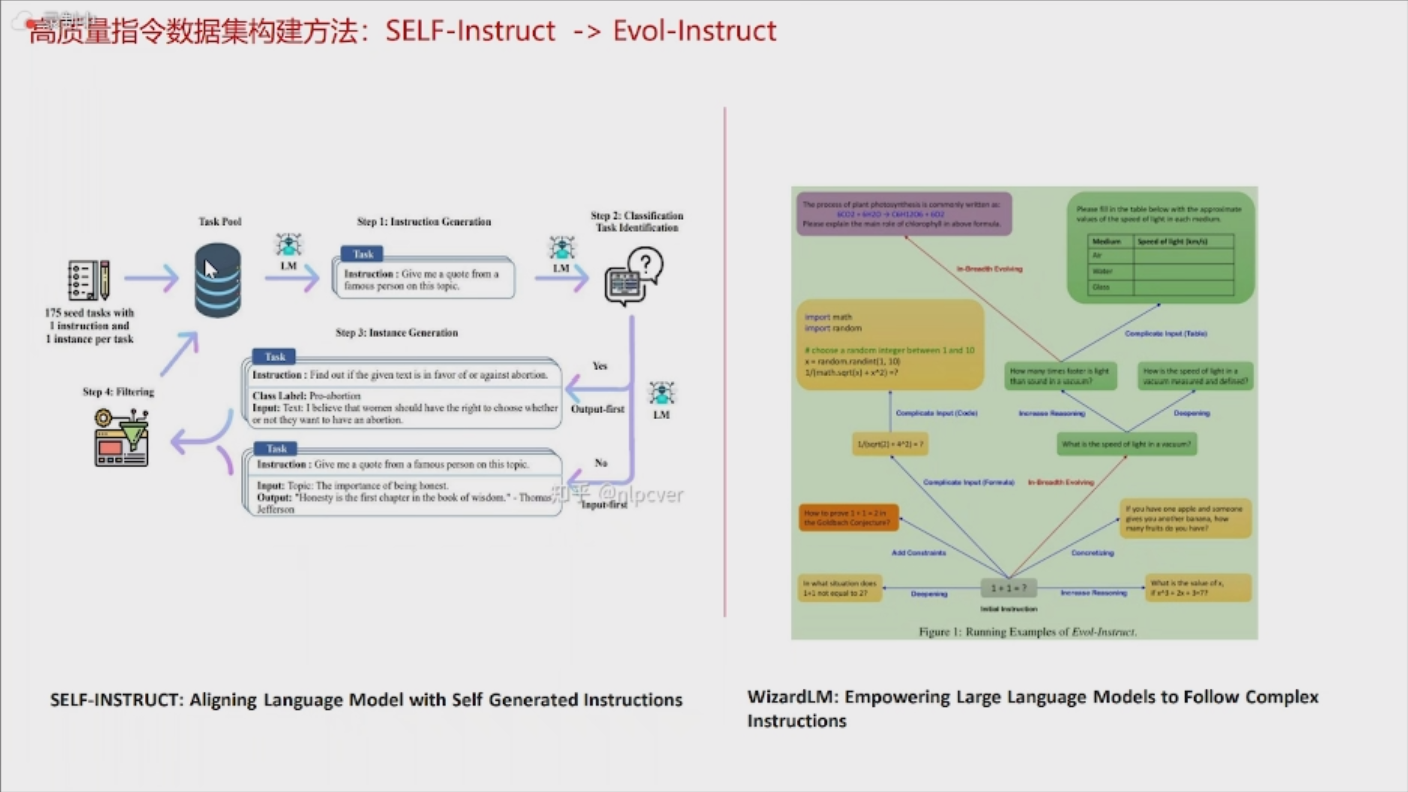 高质量指令数据集构建方法：SELF-Instruct -> Evol-Instruct
Task Pool
Step 1: Instruction Generation
Step 2: Classification
Task Identification
LM
Task
Instruction : Give me a quote from a
famous person on this topic.
LM
175 seed tasks with
1 instruction and
1 instance per task
Step 3: Instance Generation
Task
Instruction : Find out if the given text is in favor of or against abortion.
Class Label: Pro-abortion
Input: Text: I believe that women should have the right to choose whether
or not they want to have an abortion.
Yes
Output-first
LM
Step 4: Filtering
Task
Instruction : Give me a quote from a famous person on this topic.
Input: Topic: The importance of being honest.
Output: "Honesty is the first chapter in the book of wisdom." - Thomas
Jefferson
No
Input-first
知乎 @nlpcver
SELF-INSTRUCT: Aligning Language Model with Self Generated Instructions
The process of plant photosynthesis is commonly written as:
6CO2 + 6H2O → C6H12O6 + 6O2
Please explain the main role of chlorophyll in above formula.
Please fill in the table below with the approximate
values of the speed of light in each medium.
Medium Speed of light (km/s)
Air
Water
Glass
In-Breadth Evolving
Complicate Input (Table)
import math
import random
# choose a random integer between 1 and 10
x = random.randint(1, 10)
1/(math.sqrt(x) + x^2) =?
How many times faster is light
than sound in a vacuum?
How is the speed of light in a
vacuum measured and defined?
Complicate Input (Code)
Increase Reasoning
Deepening
1/(sqrt(2) + 4^2) = ?
What is the speed of light in a vacuum?
Complicate Input (Formula)
In-Breadth Evolving
How to prove 1 + 1 = 2 in
the Goldbach Conjecture?
If you have one apple and someone
gives you another banana, how
many fruits do you have?
Add Constraints
Concretizing
In what situation does
1+1 not equal to 2?
Deepening
1 + 1 = ?
Increase Reasoning
What is the value of x,
if x^3 + 2x + 3=7?
Initial Instruction
Figure 1: Running Examples of Evol-Instruct.
WizardLM: Empowering Large Language Models to Follow Complex
Instructions